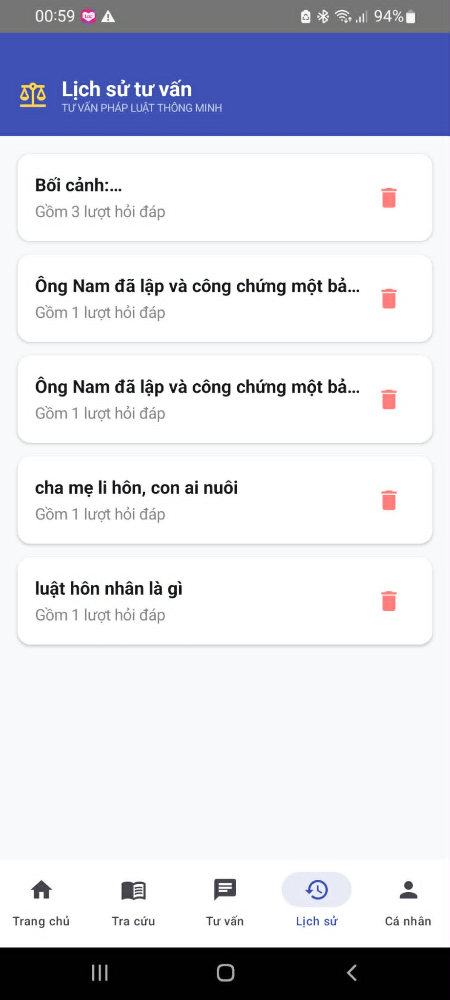 00:59
Laz
94%
Lịch sử tư vấn
TƯ VẤN PHÁP LUẬT THÔNG MINH
Bối cảnh:...
Gồm 3 lượt hỏi đáp
Ông Nam đã lập và công chứng một bả...
Gồm 1 lượt hỏi đáp
Ông Nam đã lập và công chứng một bả...
Gồm 1 lượt hỏi đáp
cha mẹ li hôn, con ai nuôi
Gồm 1 lượt hỏi đáp
luật hôn nhân là gì
Gồm 1 lượt hỏi đáp
Trang chủ
Tra cứu
Tư vấn
Lịch sử
Cá nhân